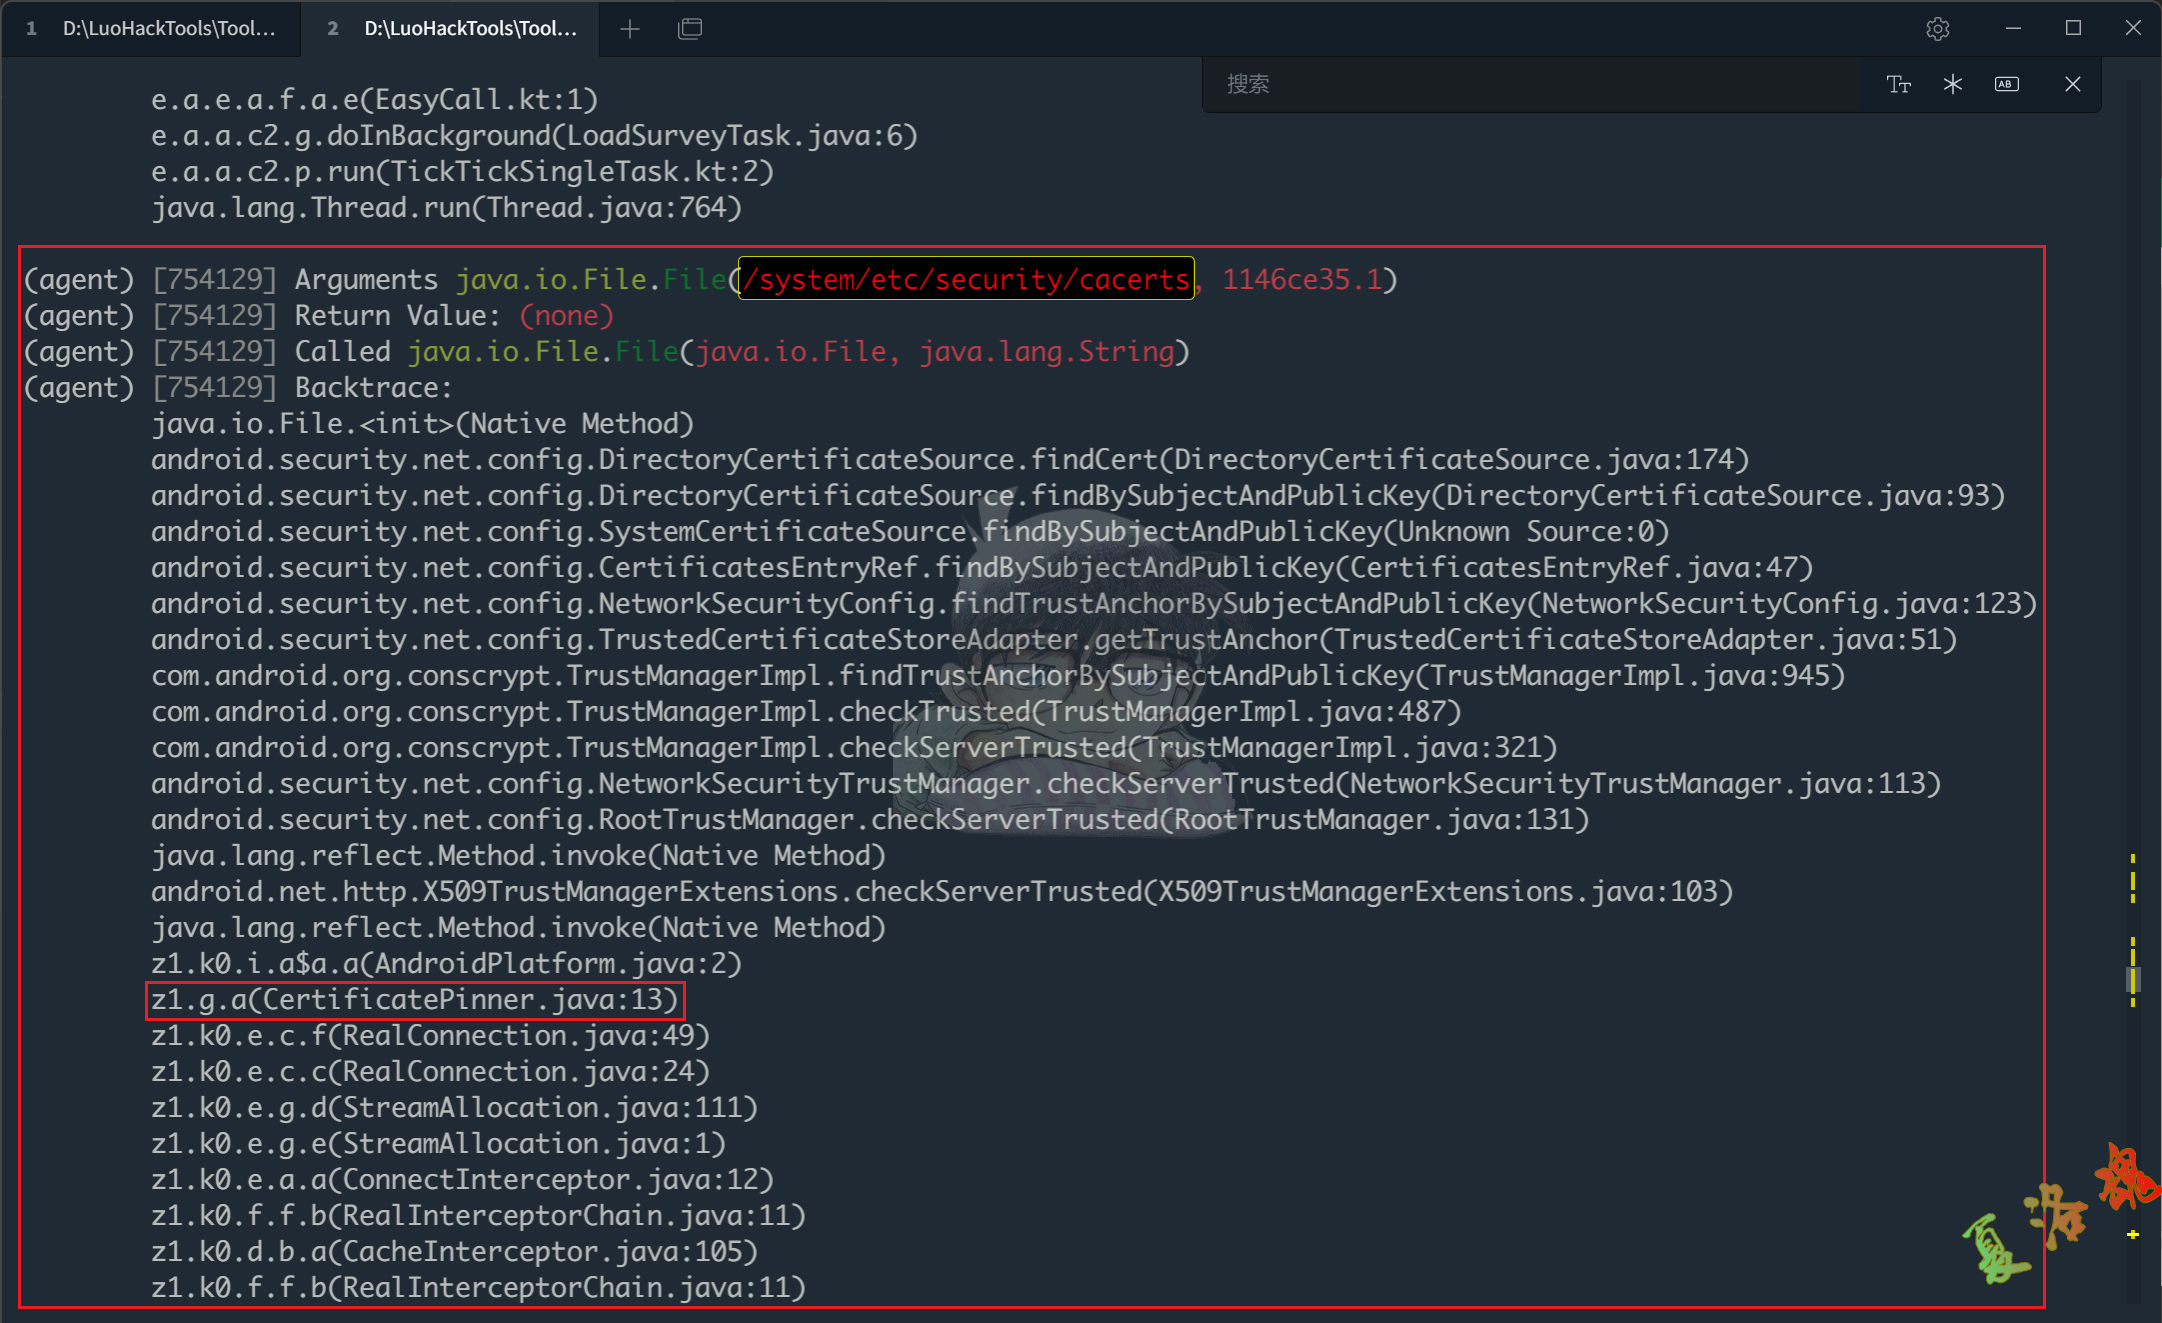 1 D:\LuoHackTools\Tool... 2 D:\LuoHackTools\Tool...
搜索
e.a.e.a.f.a.e(EasyCall.kt:1)
e.a.a.c2.g.doInBackground(LoadSurveyTask.java:6)
e.a.a.c2.p.run(TickTickSingleTask.kt:2)
java.lang.Thread.run(Thread.java:764)
(agent) [754129] Arguments java.io.File.File(/system/etc/security/cacerts, 1146ce35.1)
(agent) [754129] Return Value: (none)
(agent) [754129] Called java.io.File.File(java.io.File, java.lang.String)
(agent) [754129] Backtrace:
java.io.File.<init>(Native Method)
android.security.net.config.DirectoryCertificateSource.findCert(DirectoryCertificateSource.java:174)
android.security.net.config.DirectoryCertificateSource.findBySubjectAndPublicKey(DirectoryCertificateSource.java:93)
android.security.net.config.SystemCertificateSource.findBySubjectAndPublicKey(Unknown Source:0)
android.security.net.config.CertificatesEntryRef.findBySubjectAndPublicKey(CertificatesEntryRef.java:47)
android.security.net.config.NetworkSecurityConfig.findTrustAnchorBySubjectAndPublicKey(NetworkSecurityConfig.java:123)
android.security.net.config.TrustedCertificateStoreAdapter.getTrustAnchor(TrustedCertificateStoreAdapter.java:51)
com.android.org.conscrypt.TrustManagerImpl.findTrustAnchorBySubjectAndPublicKey(TrustManagerImpl.java:945)
com.android.org.conscrypt.TrustManagerImpl.checkTrusted(TrustManagerImpl.java:487)
com.android.org.conscrypt.TrustManagerImpl.checkServerTrusted(TrustManagerImpl.java:321)
android.security.net.config.NetworkSecurityTrustManager.checkServerTrusted(NetworkSecurityTrustManager.java:113)
android.security.net.config.RootTrustManager.checkServerTrusted(RootTrustManager.java:131)
java.lang.reflect.Method.invoke(Native Method)
android.net.http.X509TrustManagerExtensions.checkServerTrusted(X509TrustManagerExtensions.java:103)
java.lang.reflect.Method.invoke(Native Method)
z1.k0.i.a$a.a(AndroidPlatform.java:2)
z1.g.a(CertificatePinner.java:13)
z1.k0.e.c.f(RealConnection.java:49)
z1.k0.e.c.c(RealConnection.java:24)
z1.k0.e.g.d(StreamAllocation.java:111)
z1.k0.e.g.e(StreamAllocation.java:1)
z1.k0.e.a.a(ConnectInterceptor.java:12)
z1.k0.f.f.b(RealInterceptorChain.java:11)
z1.k0.d.b.a(CacheInterceptor.java:105)
z1.k0.f.f.b(RealInterceptorChain.java:11)
夏洛魂